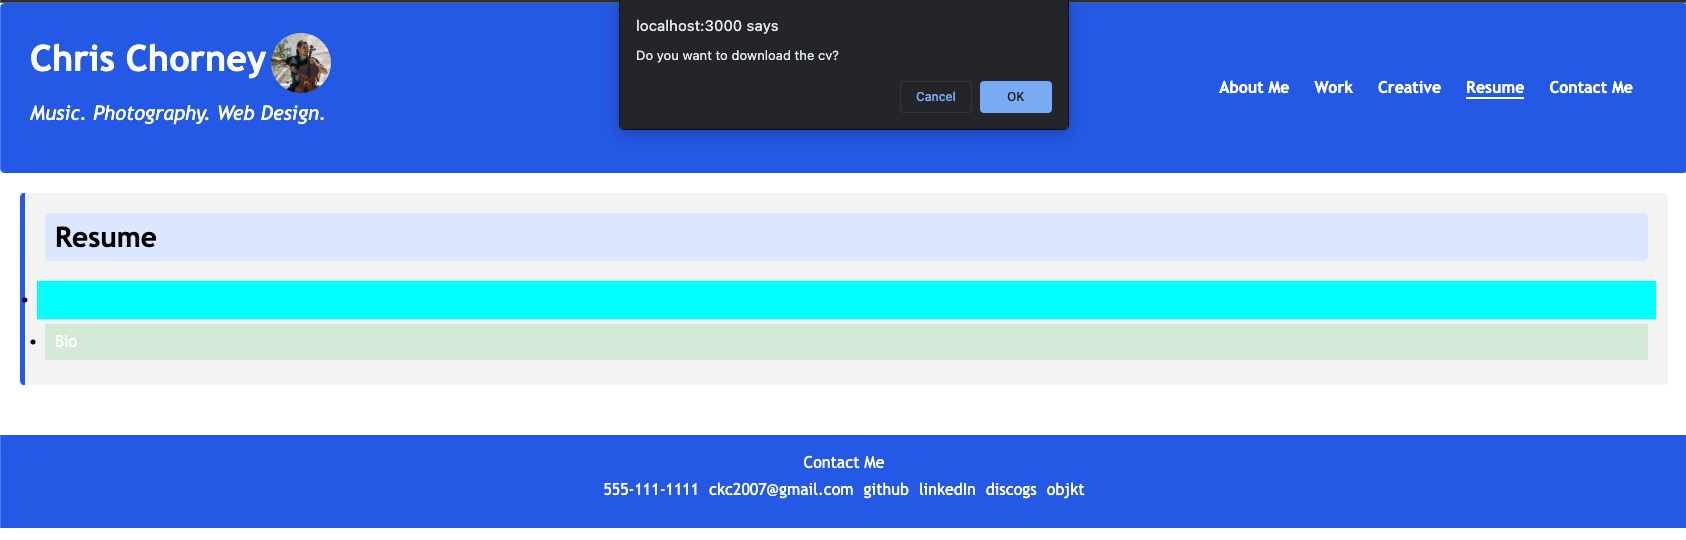 localhost:3000 says
Do you want to download the cv?
Cancel OK
Chris Chorney
Music. Photography. Web Design.
About Me Work Creative Resume Contact Me
Resume
Bio
Contact Me
555-111-1111 ckc2007@gmail.com github linkedIn discogs objkt